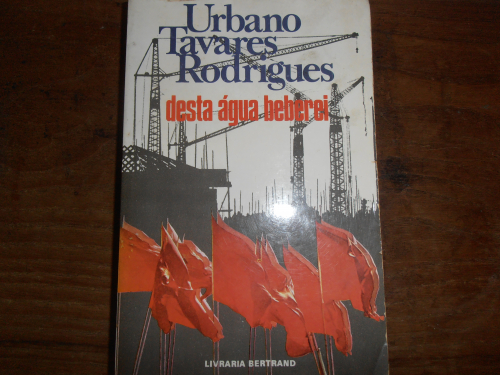 Urbano
Tavares
Rodrigues
desta água beberei
LIVRARIA BERTRAND